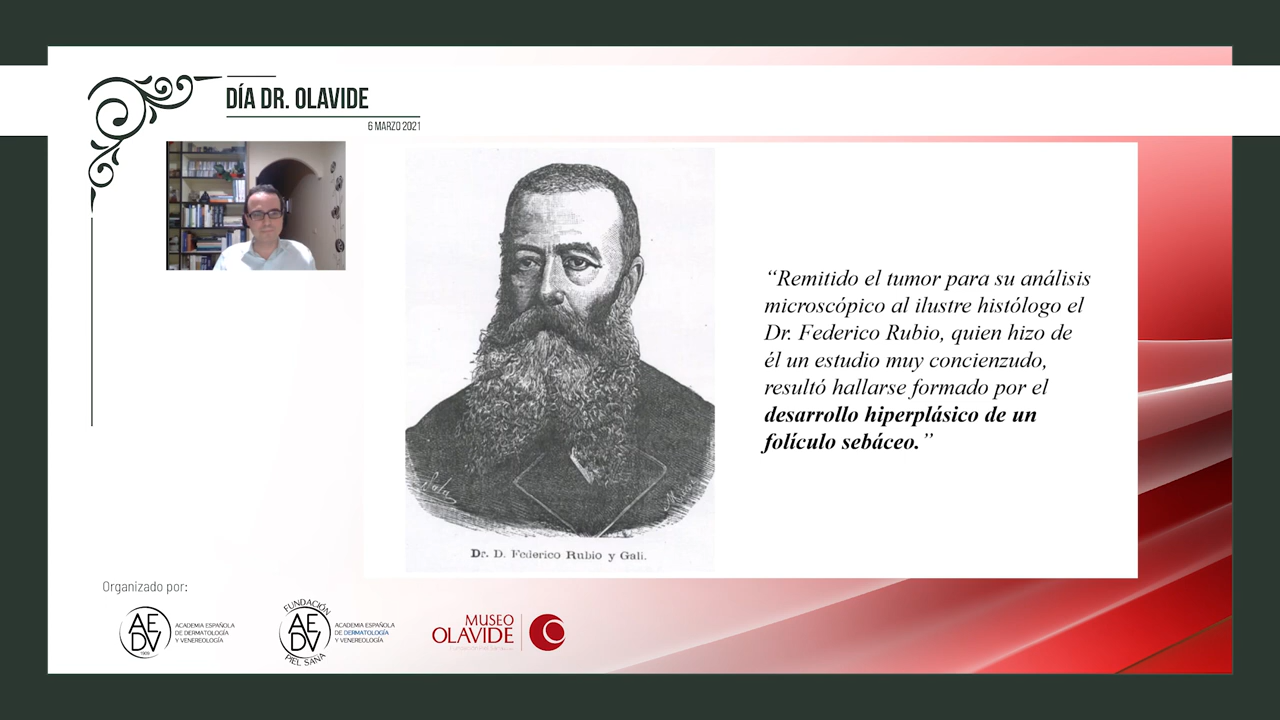 DÍA DR. OLAVIDE
6 MARZO 2021
“Remitido el tumor para su análisis
microscópico al ilustre histólogo el
Dr. Federico Rubio, quien hizo de
él un estudio muy concienzudo,
resultó hallarse formado por el
desarrollo hiperplásico de un
folículo sebáceo.”
Dr. D. Federico Rubio y Gali.
Organizado por:
AEDV
1909
ACADEMIA ESPAÑOLA
DE DERMATOLOGÍA
Y VENEREOLOGÍA
FUNDACIÓN
AEDV
PIEL SANA
ACADEMIA ESPAÑOLA
DE DERMATOLOGÍA
Y VENEREOLOGÍA
MUSEO
OLAVIDE